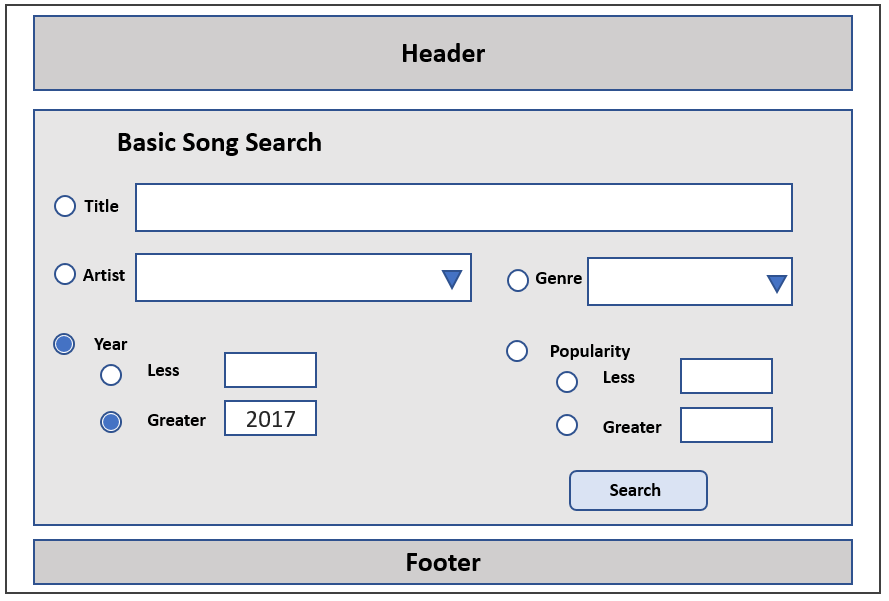 Header
Basic Song Search
Title
Artist
Genre
Year
Less
Greater 2017
Popularity
Less
Greater
Search
Footer